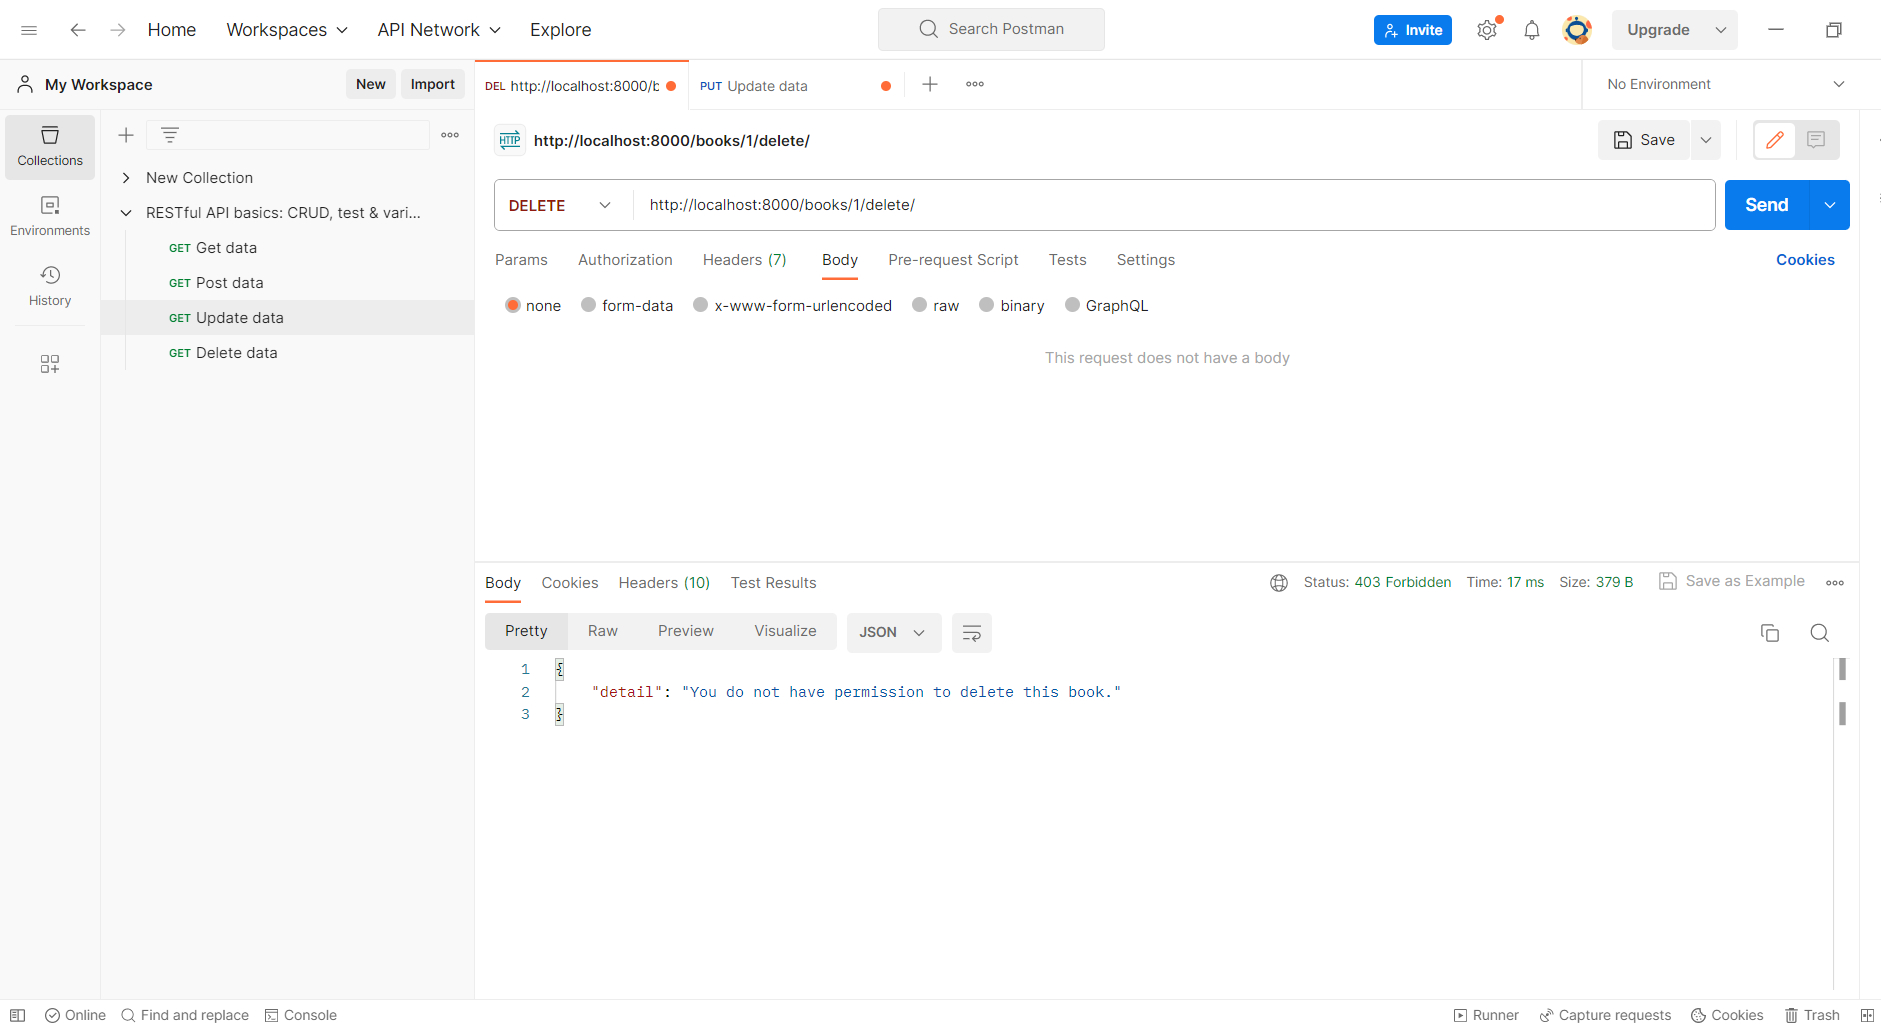 Home Workspaces API Network Explore Search Postman Invite Upgrade
My Workspace New Import DEL http://localhost:8000/b PUT Update data No Environment
Collections
Environments
History
New Collection
RESTful API basics: CRUD, test & vari...
GET Get data
GET Post data
GET Update data
GET Delete data
HTTP http://localhost:8000/books/1/delete/ Save
DELETE http://localhost:8000/books/1/delete/ Send
Params Authorization Headers (7) Body Pre-request Script Tests Settings Cookies
none form-data x-www-form-urlencoded raw binary GraphQL
This request does not have a body
Body Cookies Headers (10) Test Results Status: 403 Forbidden Time: 17 ms Size: 379 B Save as Example
Pretty Raw Preview Visualize JSON
1 {
2 "detail": "You do not have permission to delete this book."
3 }
Online Find and replace Console Runner Capture requests Cookies Trash